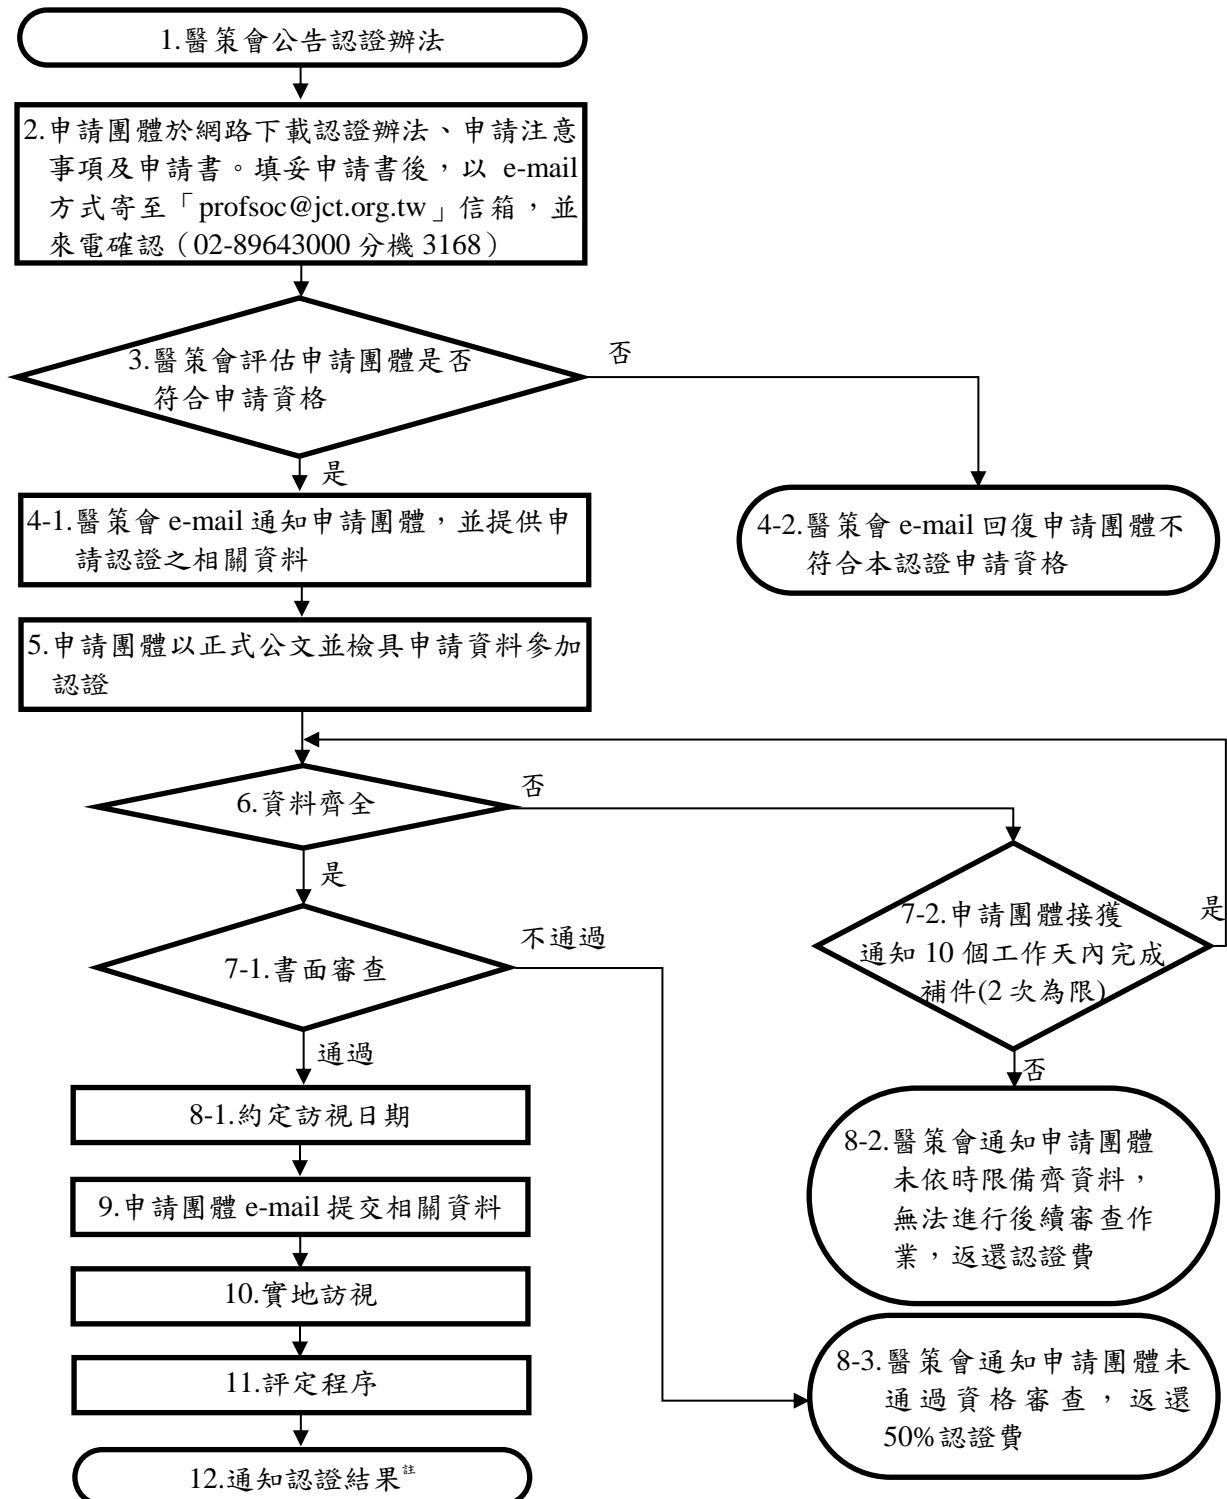 1.醫策會公告認證辦法
2.申請團體於網路下載認證辦法、申請注意
事項及申請書。填妥申請書後，以 e-mail
方式寄至「profsoc@jct.org.tw」信箱，並
來電確認（02-89643000 分機 3168）
3.醫策會評估申請團體是否
符合申請資格
否
是
4-1.醫策會 e-mail 通知申請團體，並提供申
請認證之相關資料
4-2.醫策會 e-mail 回復申請團體不
符合本認證申請資格
5.申請團體以正式公文並檢具申請資料參加
認證
6.資料齊全
否
是
7-2.申請團體接獲
通知 10 個工作天內完成
補件(2 次為限)
是
7-1.書面審查
不通過
通過
否
8-1.約定訪視日期
8-2.醫策會通知申請團體
未依時限備齊資料，
無法進行後續審查作
業，返還認證費
9.申請團體 e-mail 提交相關資料
10.實地訪視
8-3.醫策會通知申請團體未
通過資格審查，返還
50%認證費
11.評定程序
12.通知認證結果註